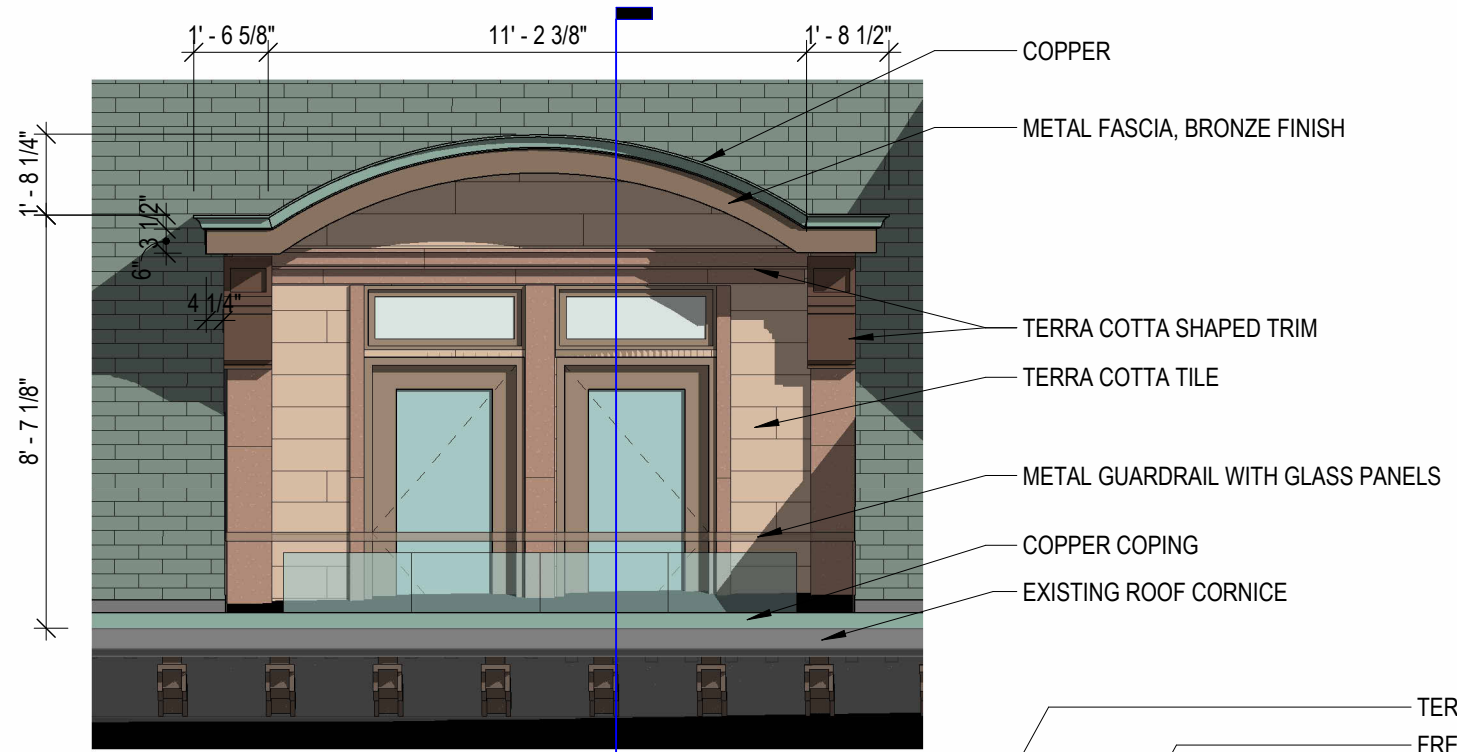 1' - 6 5/8"
11' - 2 3/8"
1' - 8 1/2"
COPPER
METAL FASCIA, BRONZE FINISH
1' - 8 1/4"
3 1/2"
6"
4 1/4"
8' - 7 1/8"
TERRA COTTA SHAPED TRIM
TERRA COTTA TILE
METAL GUARDRAIL WITH GLASS PANELS
COPPER COPING
EXISTING ROOF CORNICE
TER
FRE